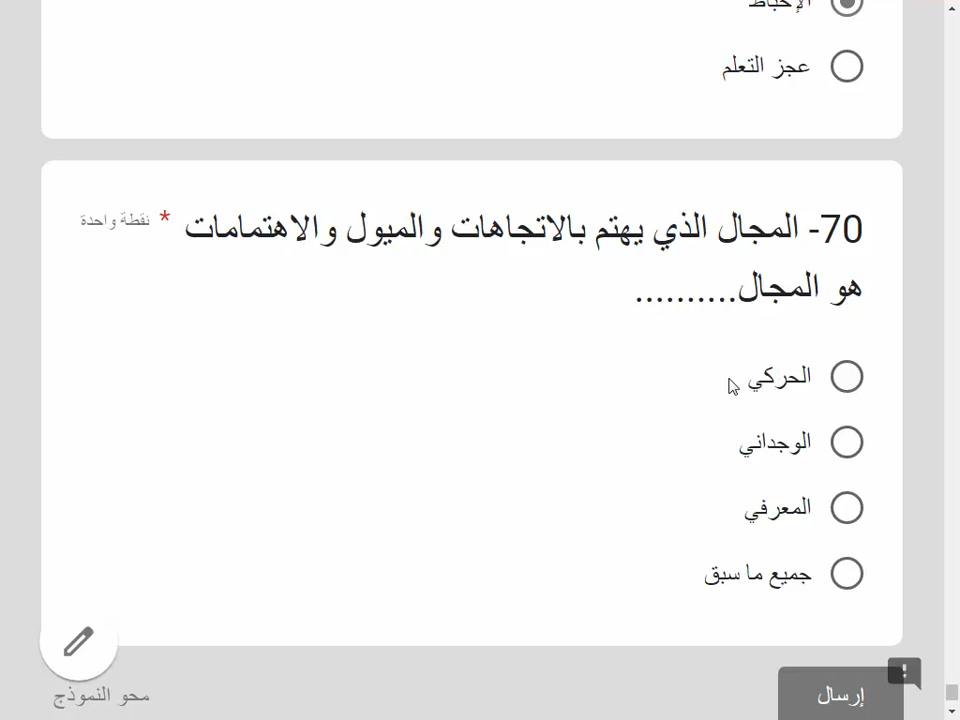 الإحباط
عجز التعلم
70- المجال الذي يهتم بالاتجاهات والميول والاهتمامات * نقطة واحدة
هو المجال..........
الحركي
الوجداني
المعرفي
جميع ما سبق
إرسال
محو النموذج